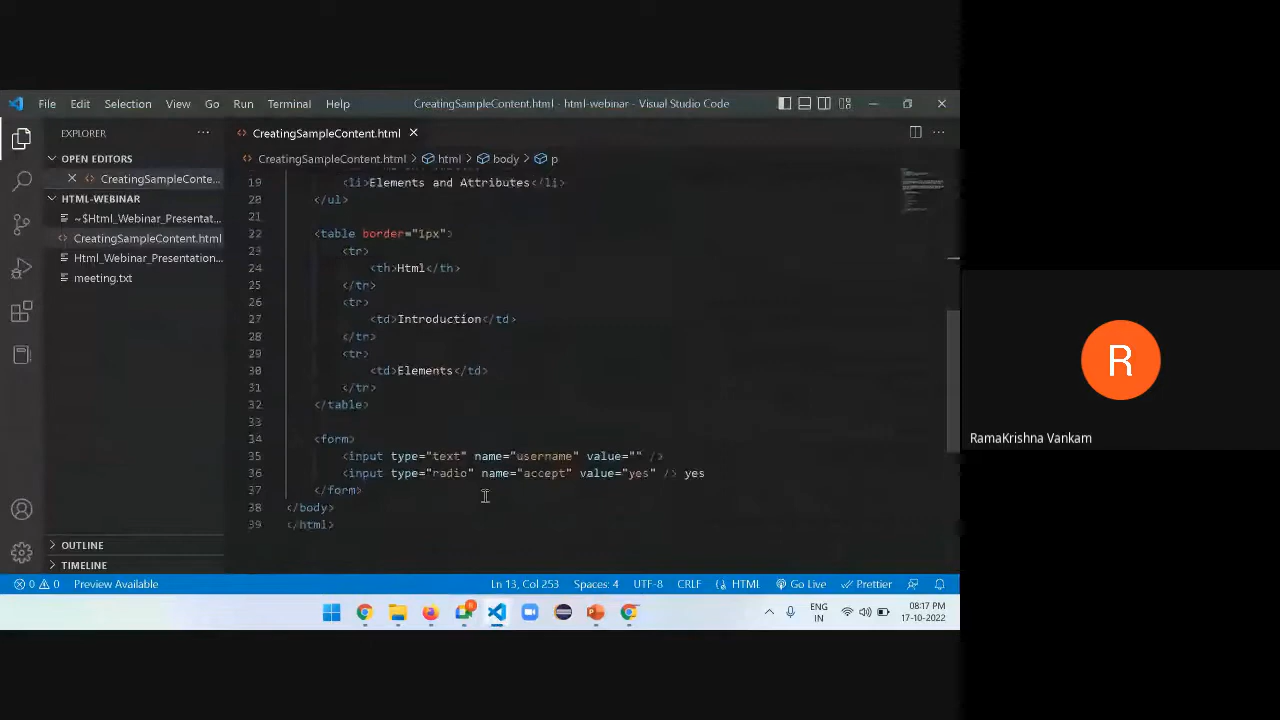 File Edit Selection View Go Run Terminal Help
CreatingSampleContent.html - html-webinar - Visual Studio Code
EXPLORER
OPEN EDITORS
CreatingSampleConte...
HTML-WEBINAR
~$Html_Webinar_Presentat...
CreatingSampleContent.html
Html_Webinar_Presentation...
meeting.txt
OUTLINE
TIMELINE
CreatingSampleContent.html
CreatingSampleContent.html > html > body > p
19 <li>Elements and Attributes</li>
20 </ul>
21
22 <table border="1px">
23 <tr>
24 <th>Html</th>
25 </tr>
26 <tr>
27 <td>Introduction</td>
28 </tr>
29 <tr>
30 <td>Elements</td>
31 </tr>
32 </table>
33
34 <form>
35 <input type="text" name="username" value="" />
36 <input type="radio" name="accept" value="yes" /> yes
37 </form>
38 </body>
39 </html>
0 0 Preview Available
Ln 13, Col 253 Spaces: 4 UTF-8 CRLF HTML Go Live Prettier
ENG
IN
08:17 PM
17-10-2022
R
RamaKrishna Vankam